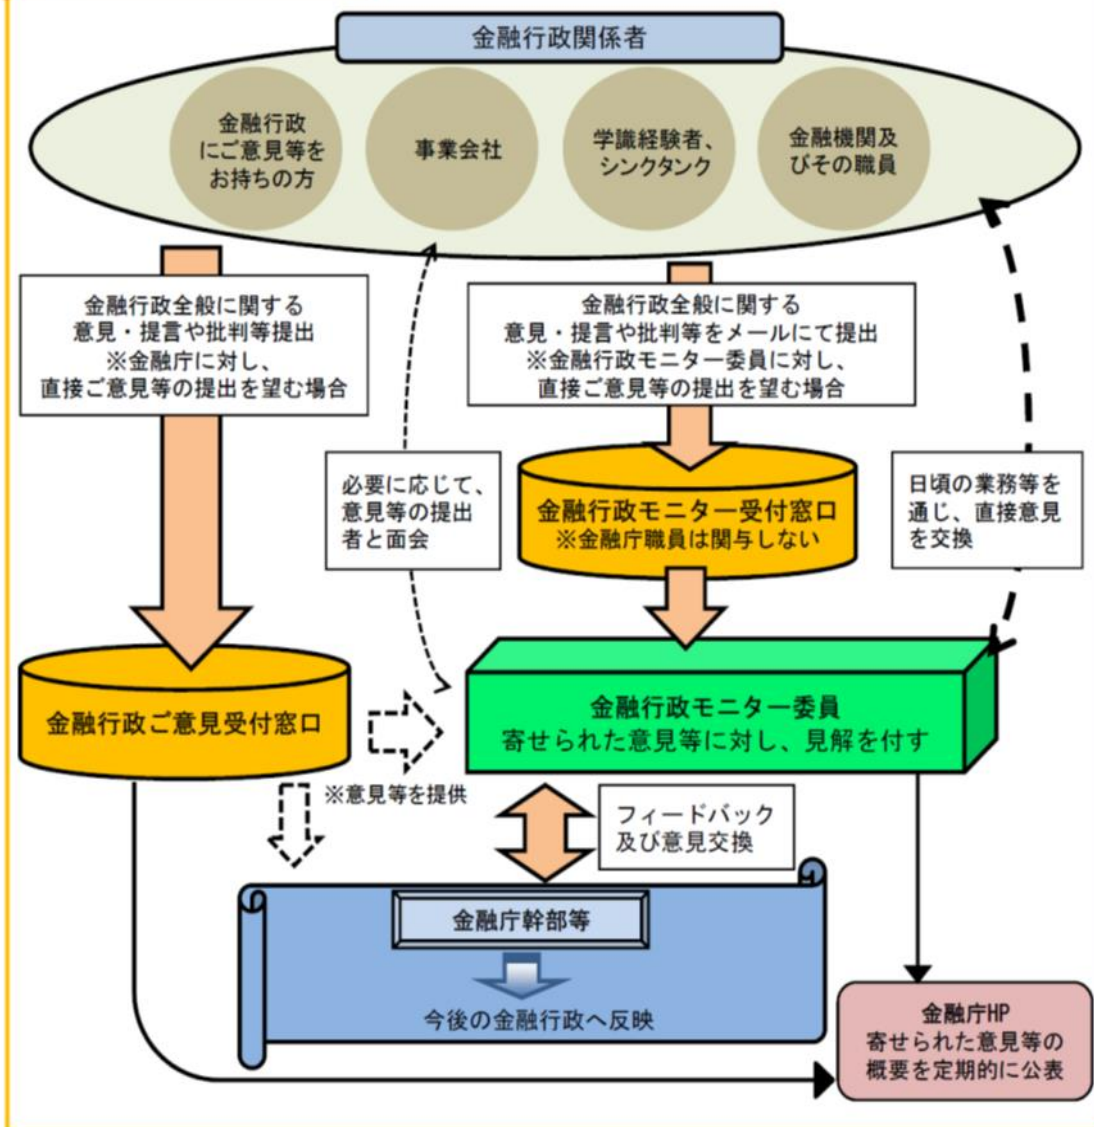 金融行政関係者
金融行政
にご意見等を
お持ちの方
事業会社
学識経験者、
シンクタンク
金融機関及
びその職員
金融行政全般に関する
意見・提言や批判等提出
※金融庁に対し、
直接ご意見等の提出を望む場合
金融行政全般に関する
意見・提言や批判等をメールにて提出
※金融行政モニター委員に対し、
直接ご意見等の提出を望む場合
必要に応じて、
意見等の提出
者と面会
金融行政モニター受付窓口
※金融庁職員は関与しない
日頃の業務等を
通じ、直接意見
を交換
金融行政ご意見受付窓口
金融行政モニター委員
寄せられた意見等に対し、見解を付す
※意見等を提供
フィードバック
及び意見交換
金融庁幹部等
今後の金融行政へ反映
金融庁HP
寄せられた意見等の
概要を定期的に公表